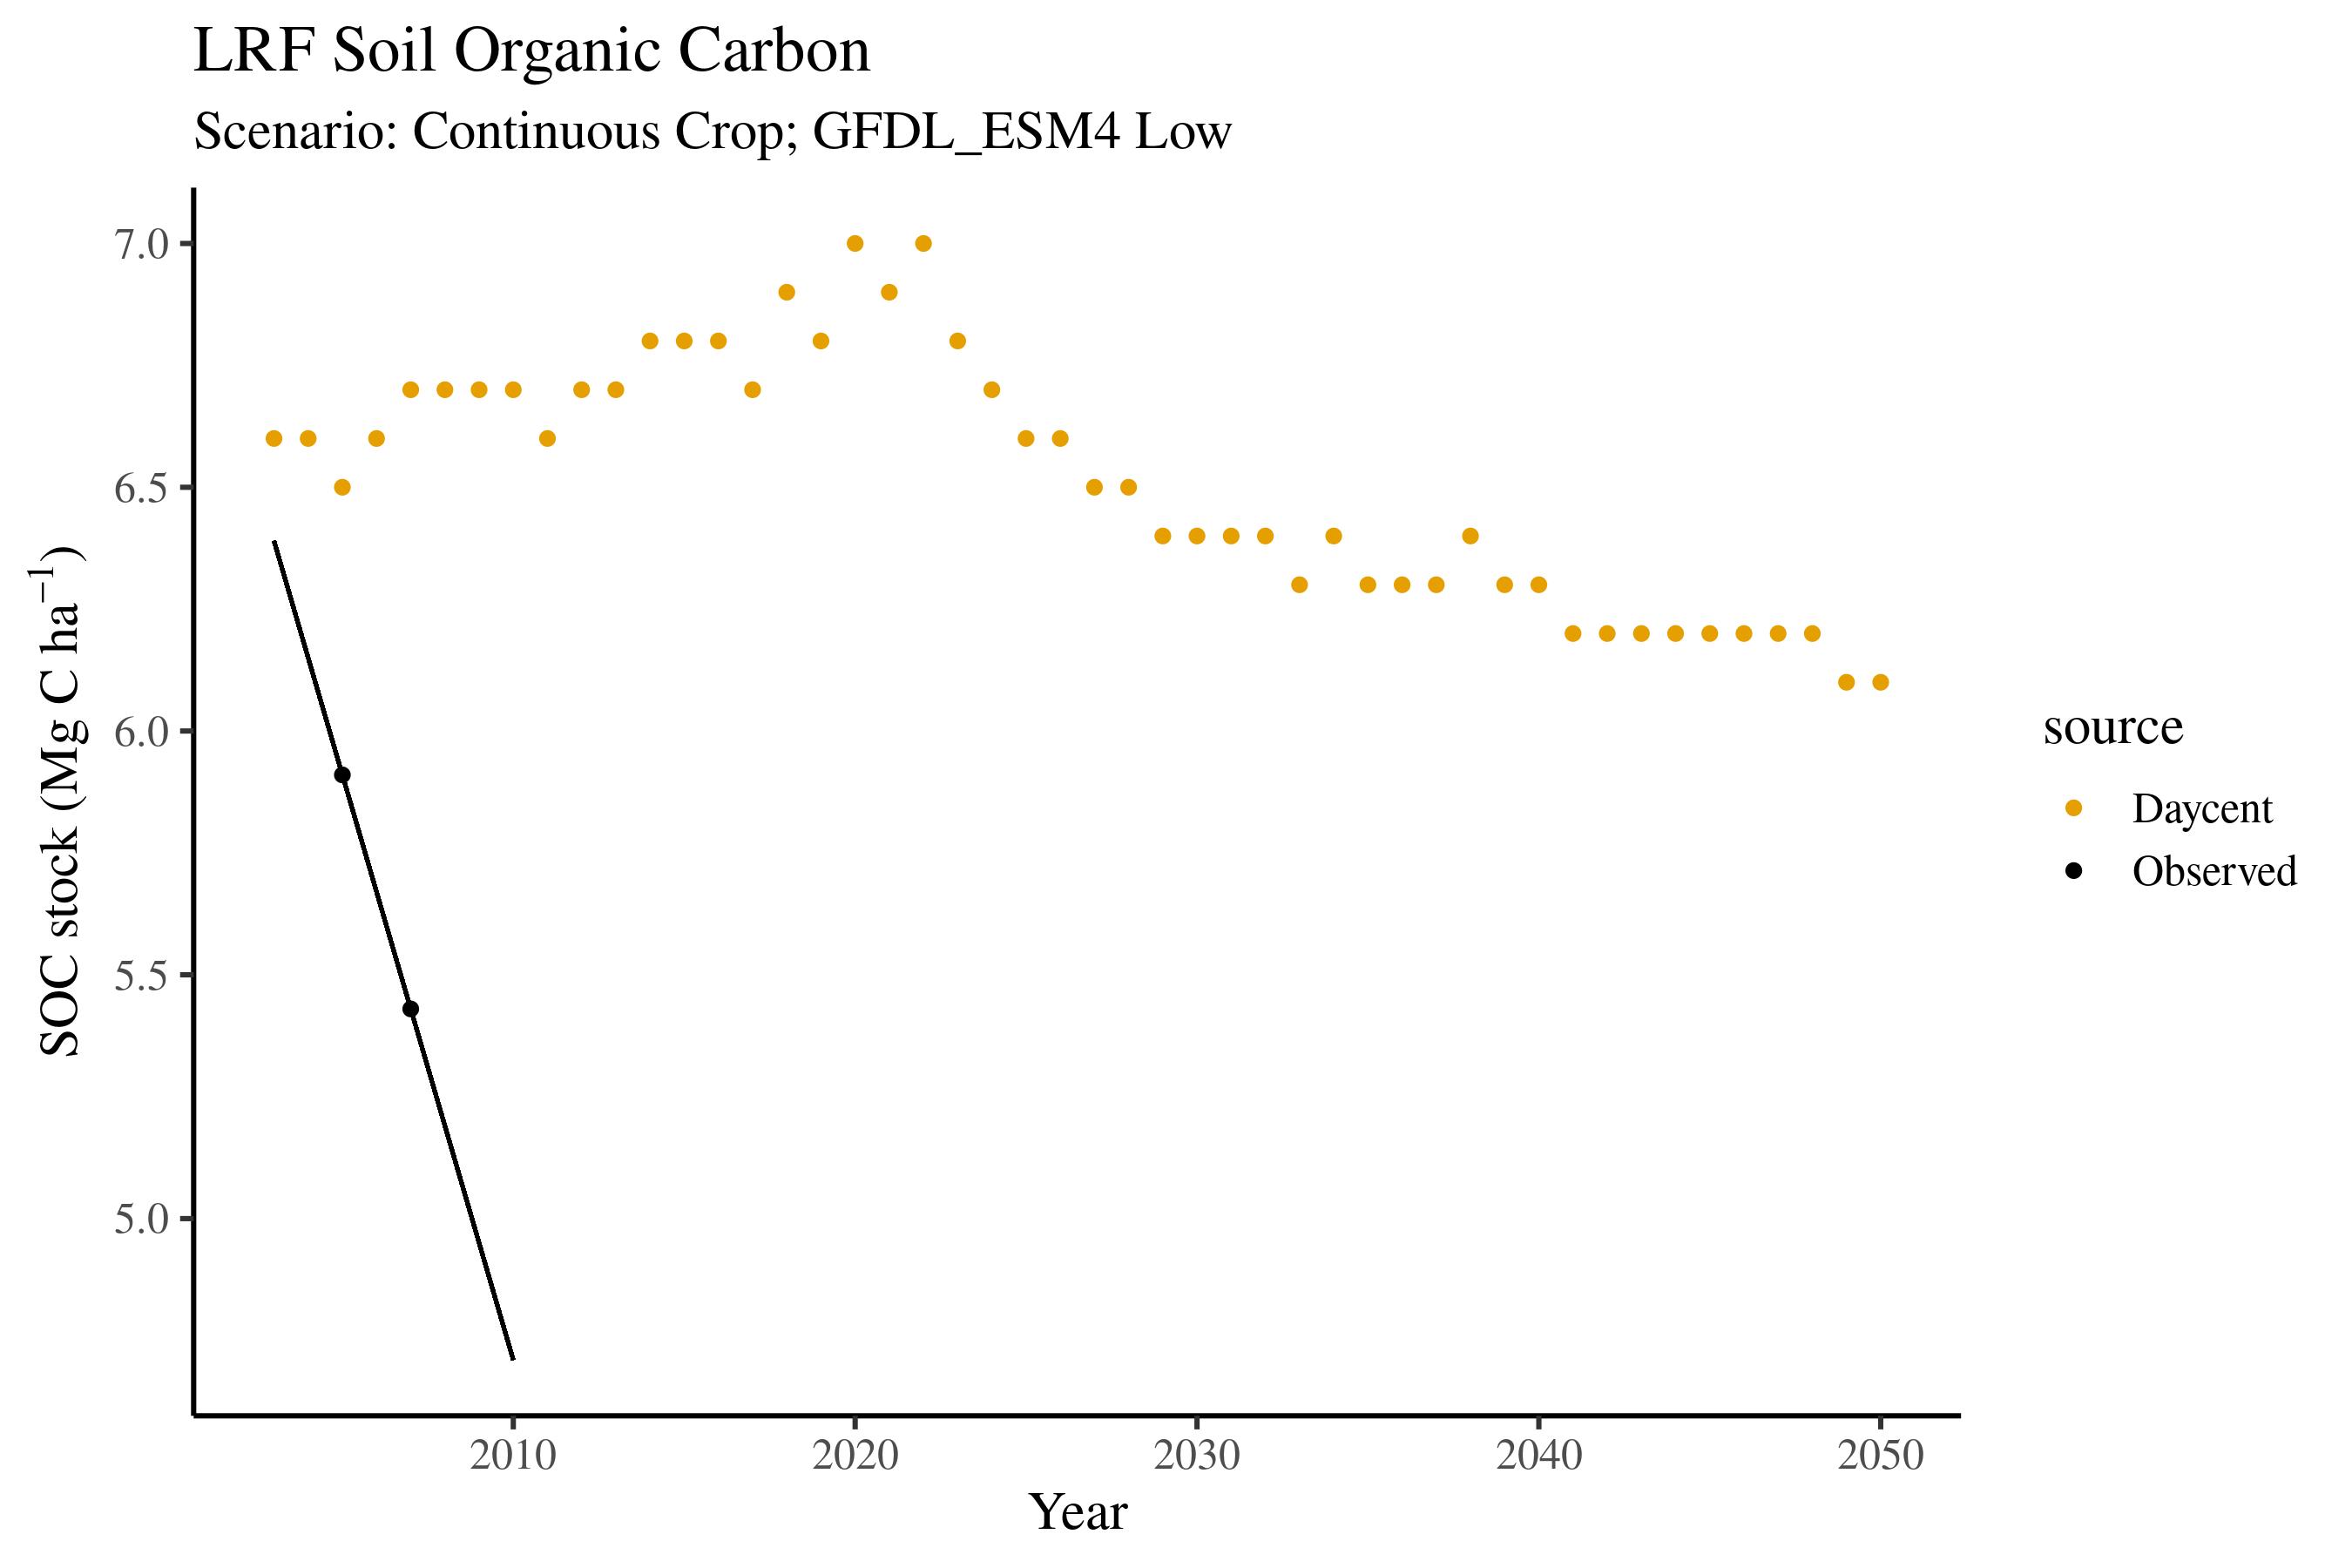 LRF Soil Organic Carbon
Scenario: Continuous Crop; GFDL_ESM4 Low
7.0
6.5
6.0
5.5
5.0
SOC stock (Mg C ha⁻¹)
2010 2020 2030 2040 2050
Year
source
Daycent
Observed